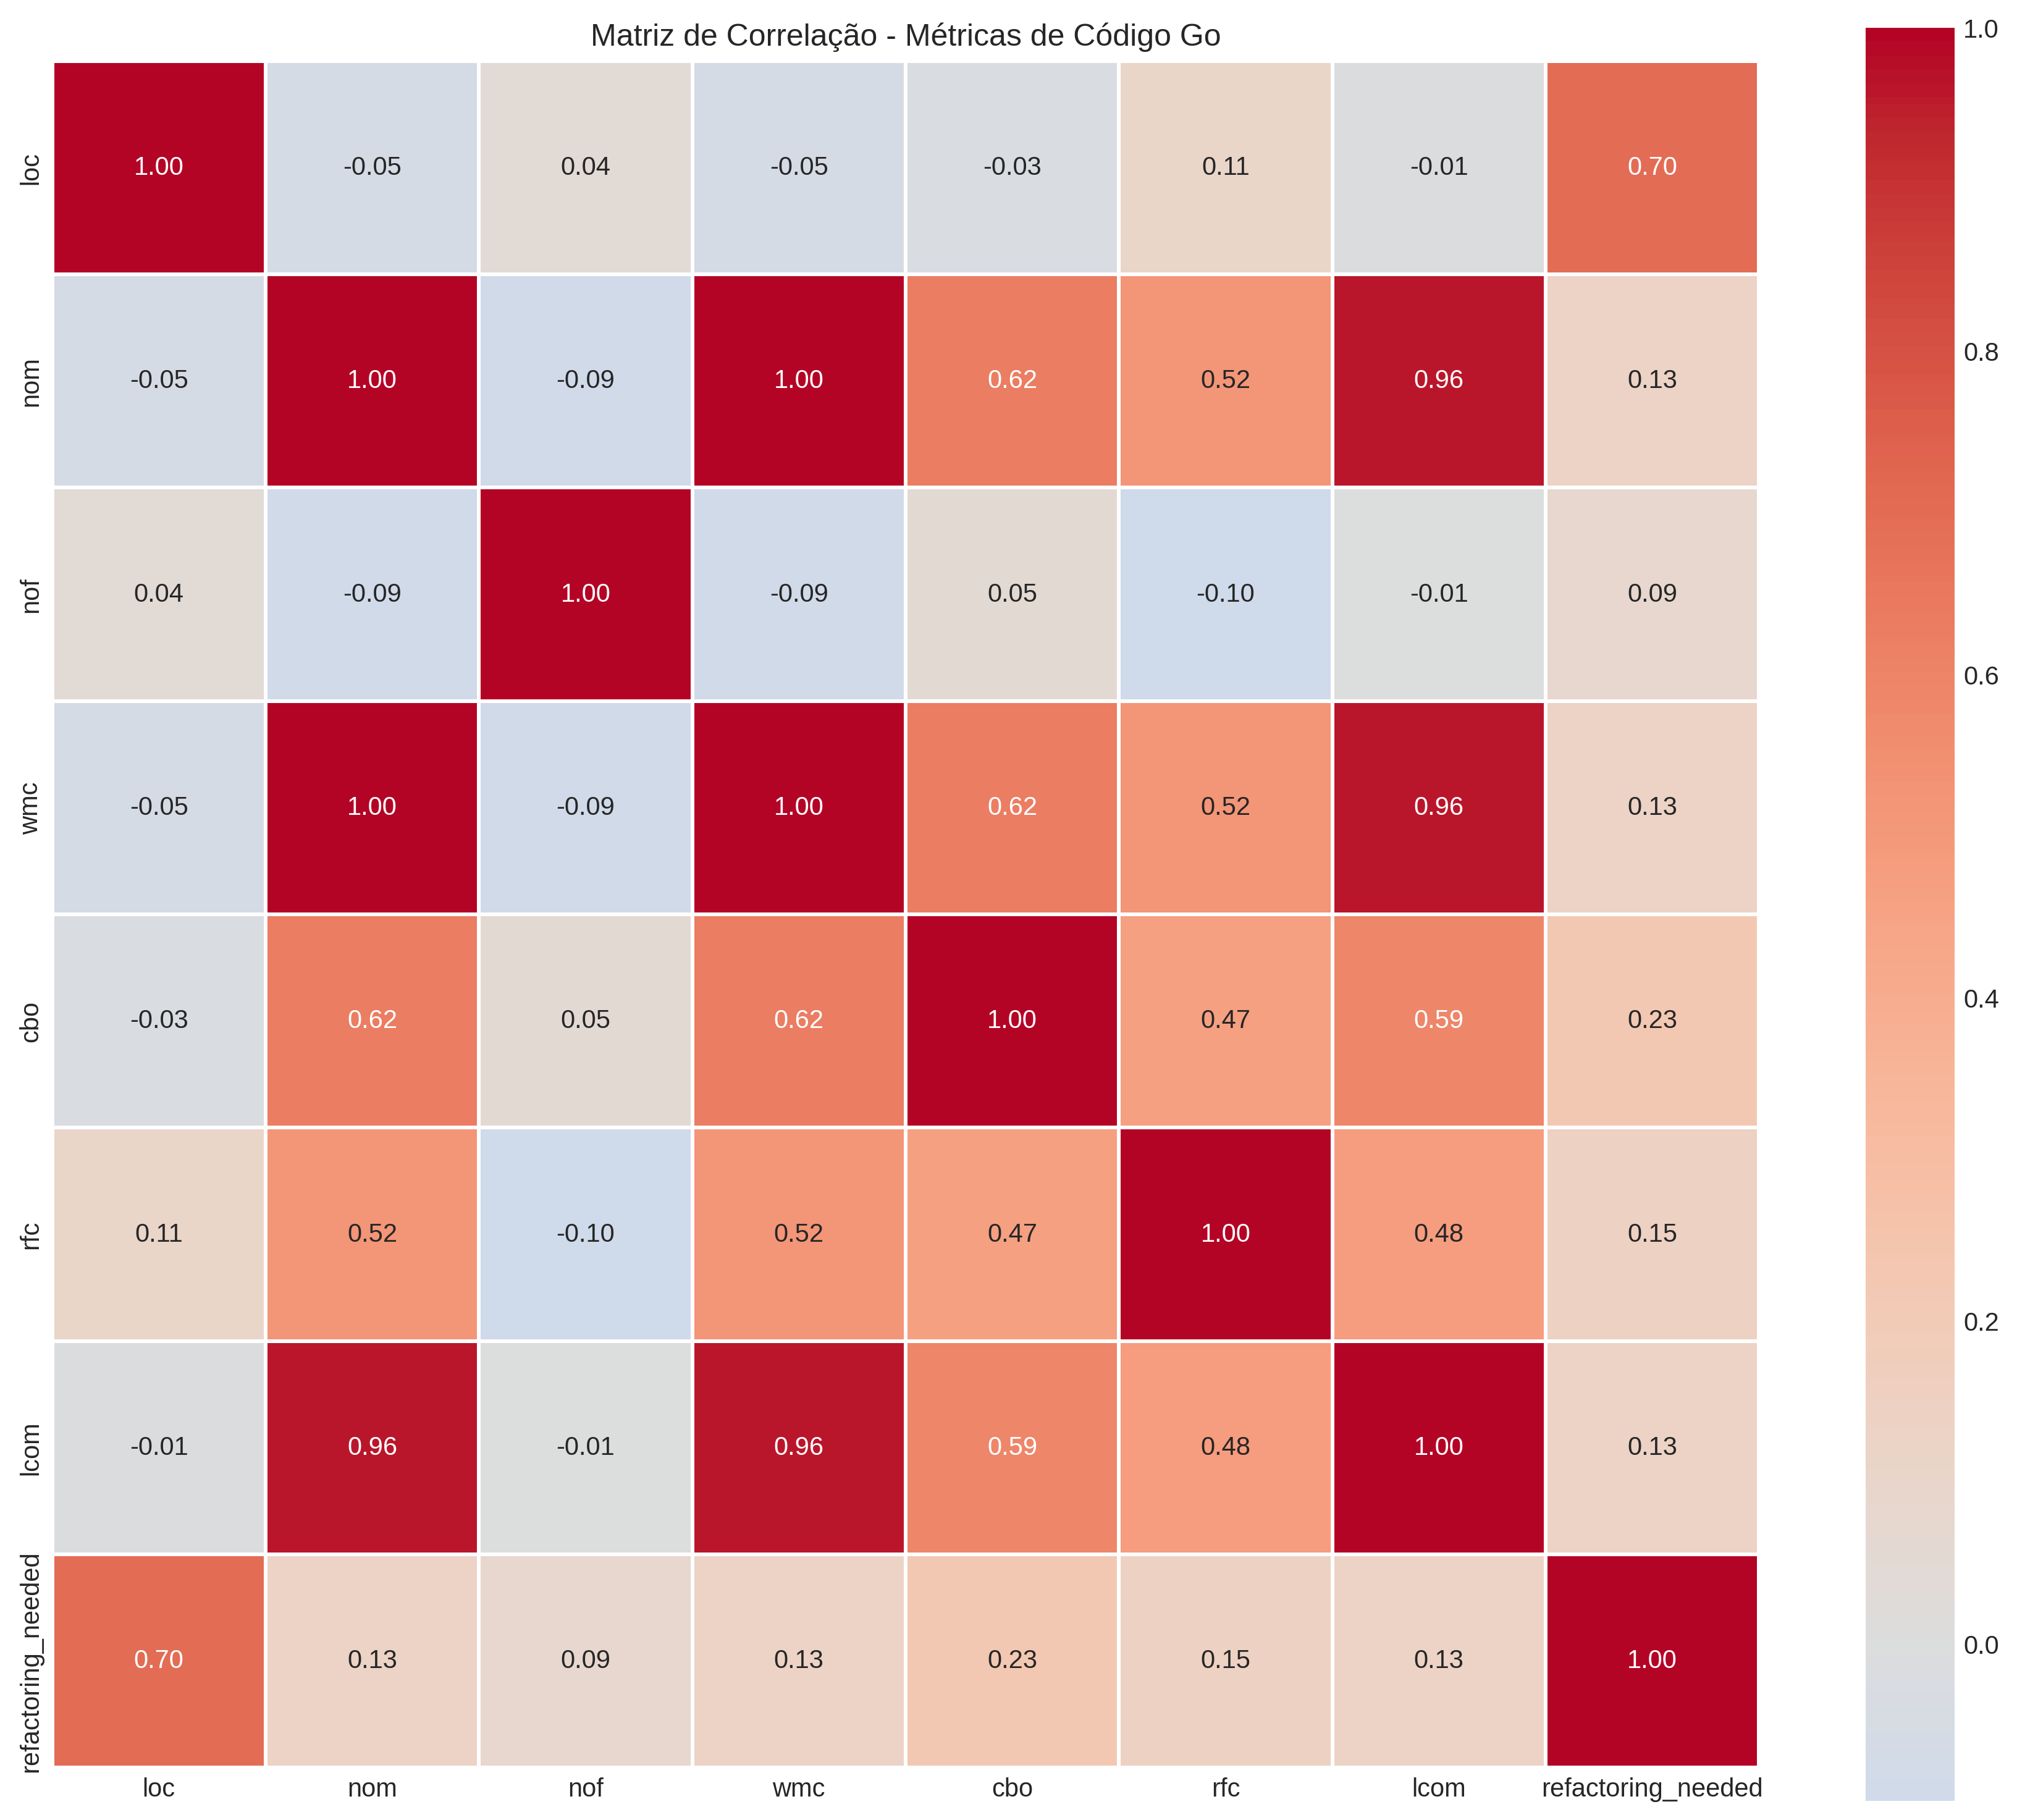 Matriz de Correlação - Métricas de Código Go
loc 1.00 -0.05 0.04 -0.05 -0.03 0.11 -0.01 0.70
nom -0.05 1.00 -0.09 1.00 0.62 0.52 0.96 0.13
nof 0.04 -0.09 1.00 -0.09 0.05 -0.10 -0.01 0.09
wmc -0.05 1.00 -0.09 1.00 0.62 0.52 0.96 0.13
cbo -0.03 0.62 0.05 0.62 1.00 0.47 0.59 0.23
rfc 0.11 0.52 -0.10 0.52 0.47 1.00 0.48 0.15
lcom -0.01 0.96 -0.01 0.96 0.59 0.48 1.00 0.13
refactoring_needed 0.70 0.13 0.09 0.13 0.23 0.15 0.13 1.00
loc nom nof wmc cbo rfc lcom refactoring_needed
1.0
0.8
0.6
0.4
0.2
0.0